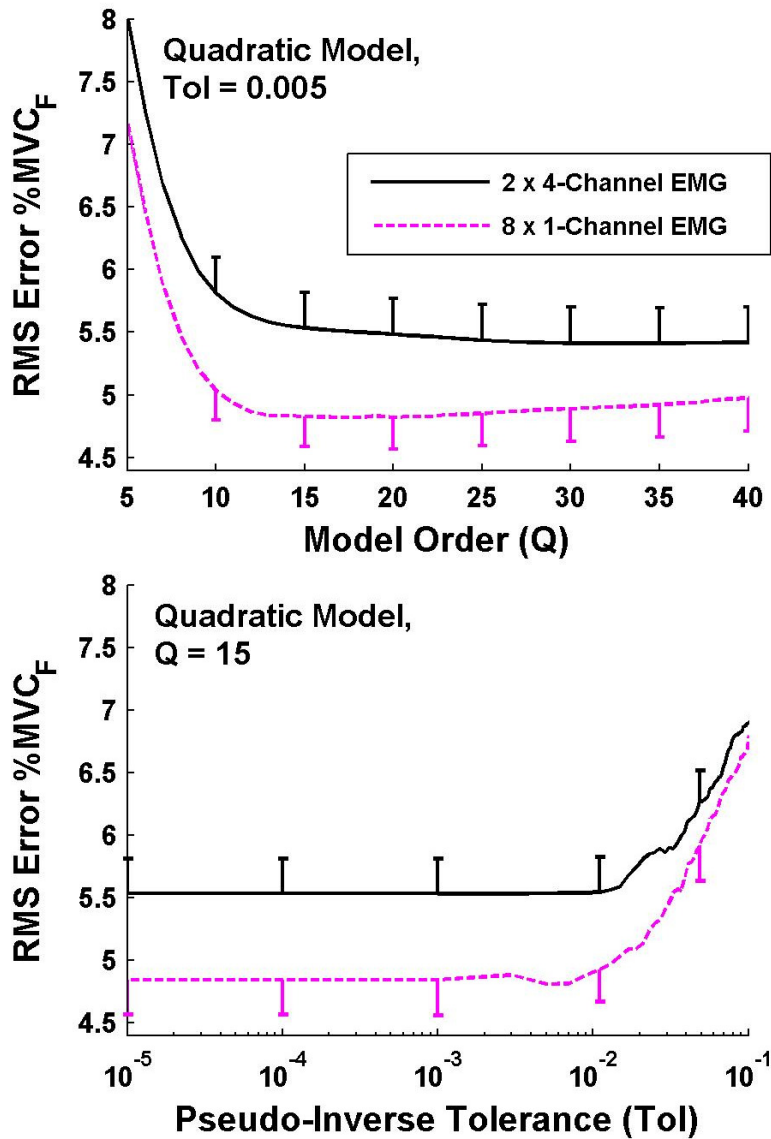 8
7.5
7
6.5
6
5.5
5
4.5
RMS Error %MVC_F
Quadratic Model,
Tol = 0.005
2 x 4-Channel EMG
8 x 1-Channel EMG
5 10 15 20 25 30 35 40
Model Order (Q)
8
7.5
7
6.5
6
5.5
5
4.5
RMS Error %MVC_F
Quadratic Model,
Q = 15
10^-5 10^-4 10^-3 10^-2 10^-1
Pseudo-Inverse Tolerance (Tol)